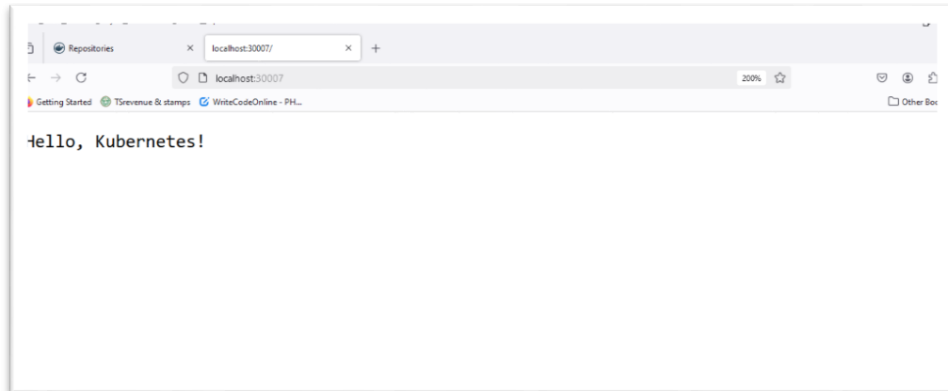 Repositories localhost:30007/
localhost:30007 200%
Getting Started TSrevenue & stamps WriteCodeOnline - PH... Other Boo
Hello, Kubernetes!